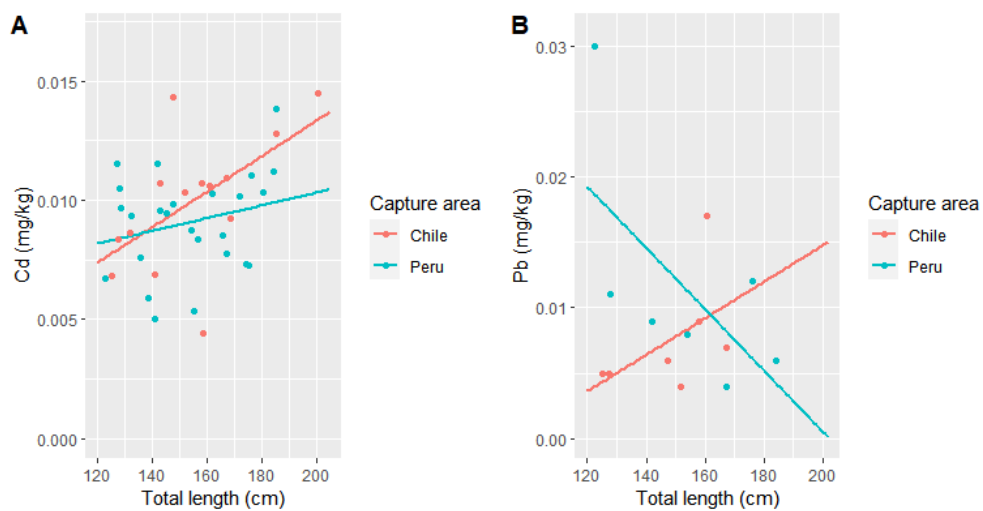 A
Cd (mg/kg)
0.015
0.010
0.005
0.000
120 140 160 180 200
Total length (cm)
Capture area
Chile
Peru
B
Pb (mg/kg)
0.03
0.02
0.01
0.00
120 140 160 180 200
Total length (cm)
Capture area
Chile
Peru